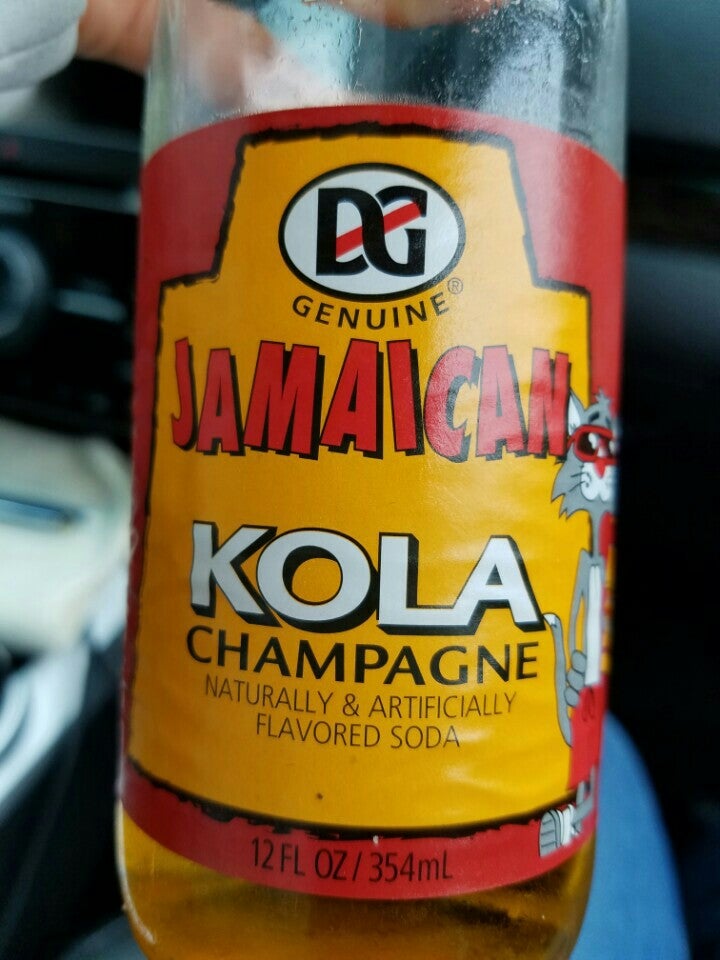 DG
GENUINE®
JAMAICAN
KOLA
CHAMPAGNE
NATURALLY & ARTIFICIALLY
FLAVORED SODA
12 FL OZ/354mL